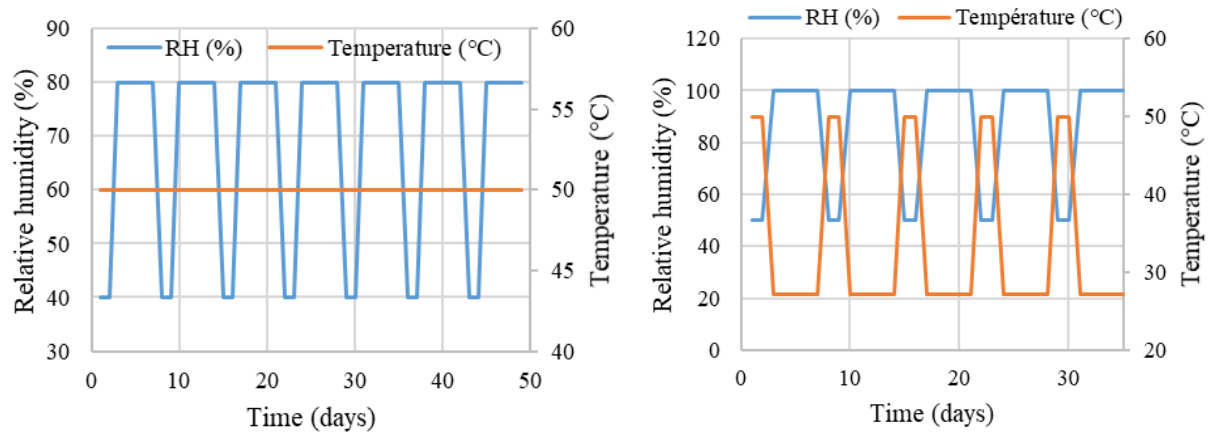 RH (%) Temperature (°C)
Relative humidity (%)
90
80
70
60
50
40
30
60
55
50
45
40
Temperature (°C)
0 10 20 30 40 50
Time (days)
RH (%) Température (°C)
Relative humidity (%)
120
100
80
60
40
20
0
60
50
40
30
20
Temperature (°C)
0 10 20 30
Time (days)